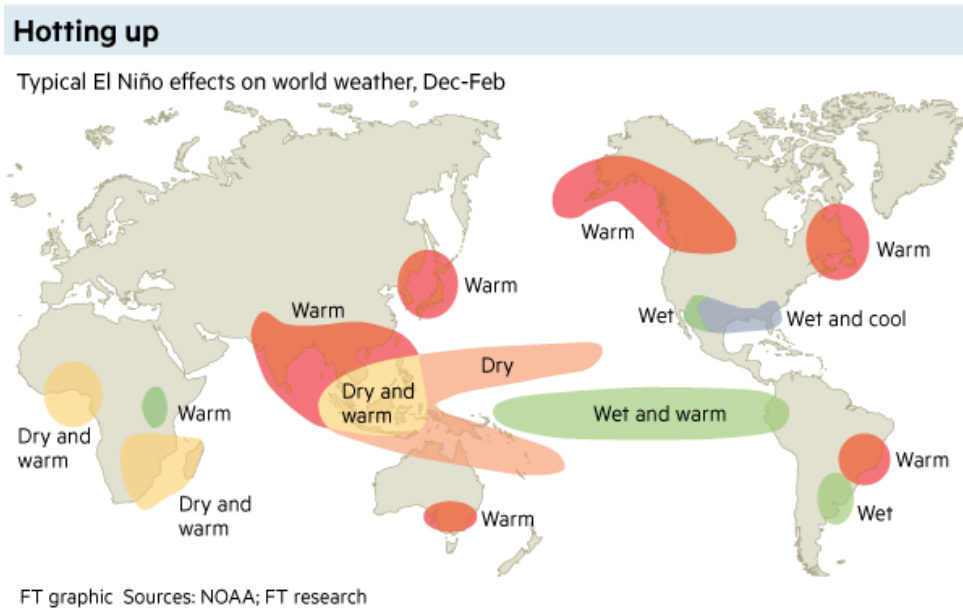 Hotting up
Typical El Niño effects on world weather, Dec-Feb
Warm
Warm
Warm
Warm
Wet
Wet and cool
Dry
Dry and
warm
Wet and warm
Warm
Dry and
warm
Dry and
warm
Warm
Warm
Wet
FT graphic Sources: NOAA; FT research